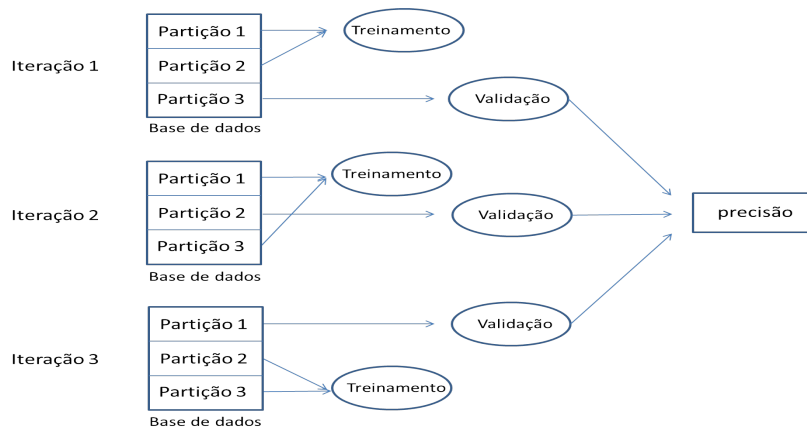 Iteração 1
Partição 1
Partição 2
Partição 3
Base de dados
Treinamento
Validação
Iteração 2
Partição 1
Partição 2
Partição 3
Base de dados
Treinamento
Validação
precisão
Iteração 3
Partição 1
Partição 2
Partição 3
Base de dados
Validação
Treinamento